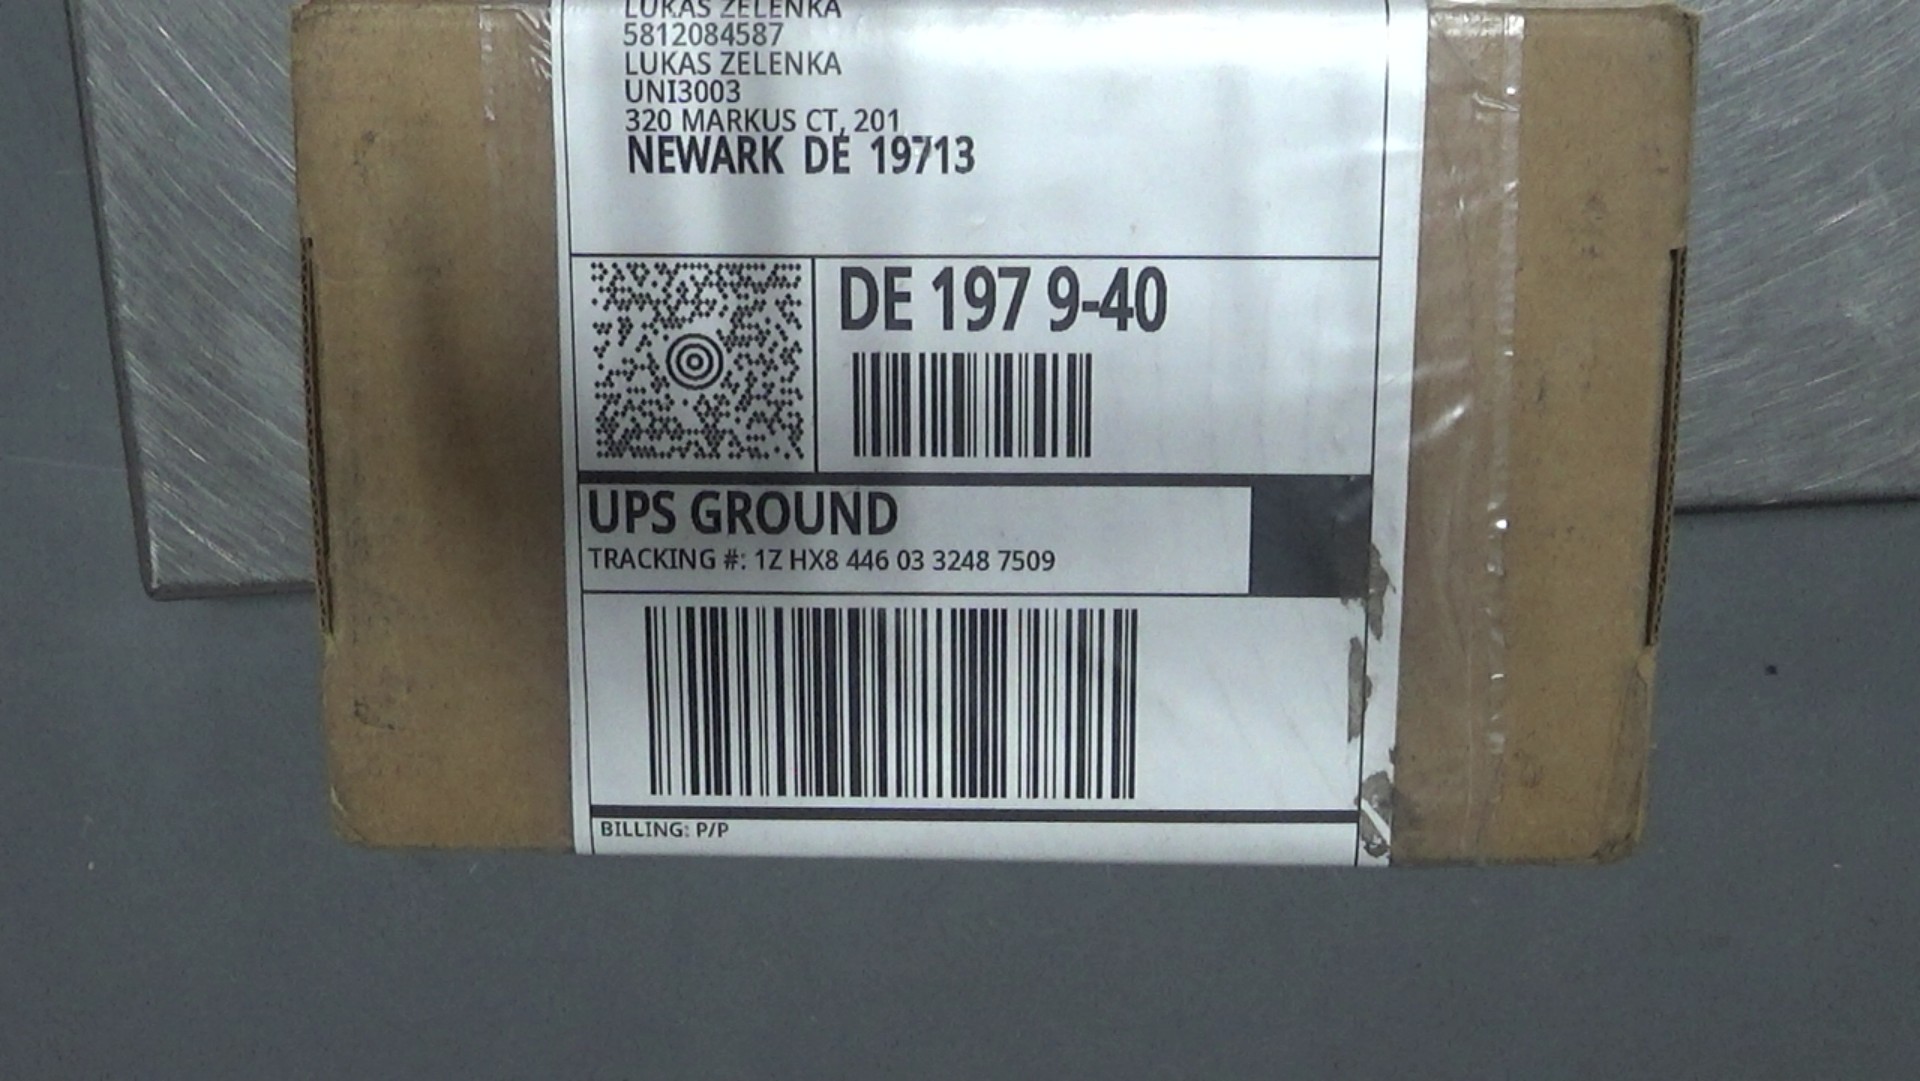 LUKAS ZELENKA
5812084587
LUKAS ZELENKA
UNI3003
320 MARKUS CT, 201
NEWARK DE 19713
DE 197 9-40
UPS GROUND
TRACKING #: 1Z HX8 446 03 3248 7509
BILLING: P/P